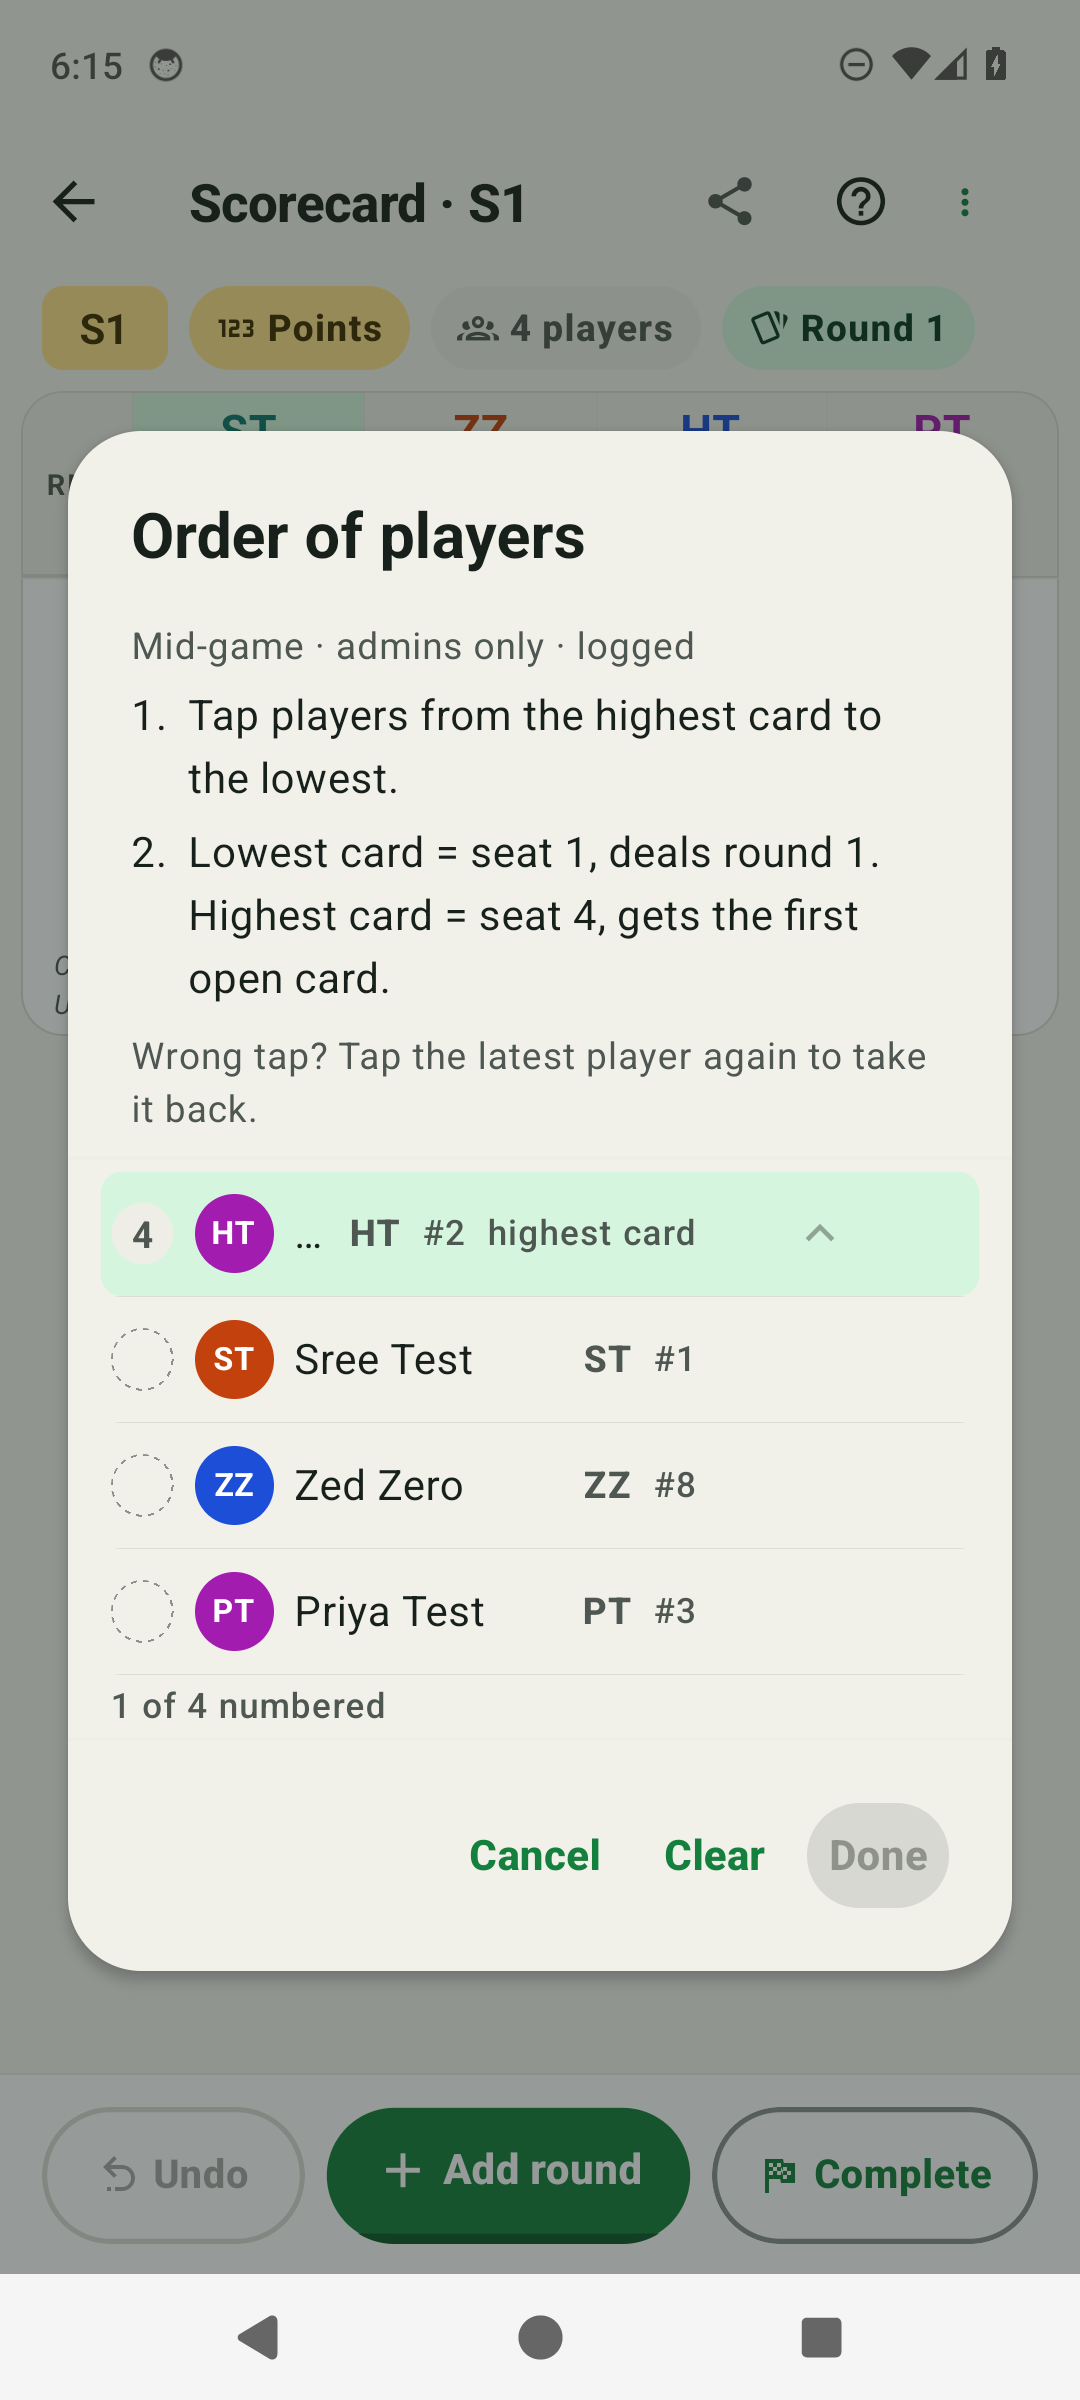 6:15
Scorecard · S1
S1
123 Points
4 players
Round 1
ST ZZ HT PT
Order of players
Mid-game · admins only · logged
1. Tap players from the highest card to
the lowest.
2. Lowest card = seat 1, deals round 1.
Highest card = seat 4, gets the first
open card.
Wrong tap? Tap the latest player again to take
it back.
4 HT ... HT #2 highest card
ST Sree Test ST #1
ZZ Zed Zero ZZ #8
PT Priya Test PT #3
1 of 4 numbered
Cancel Clear Done
Undo + Add round Complete